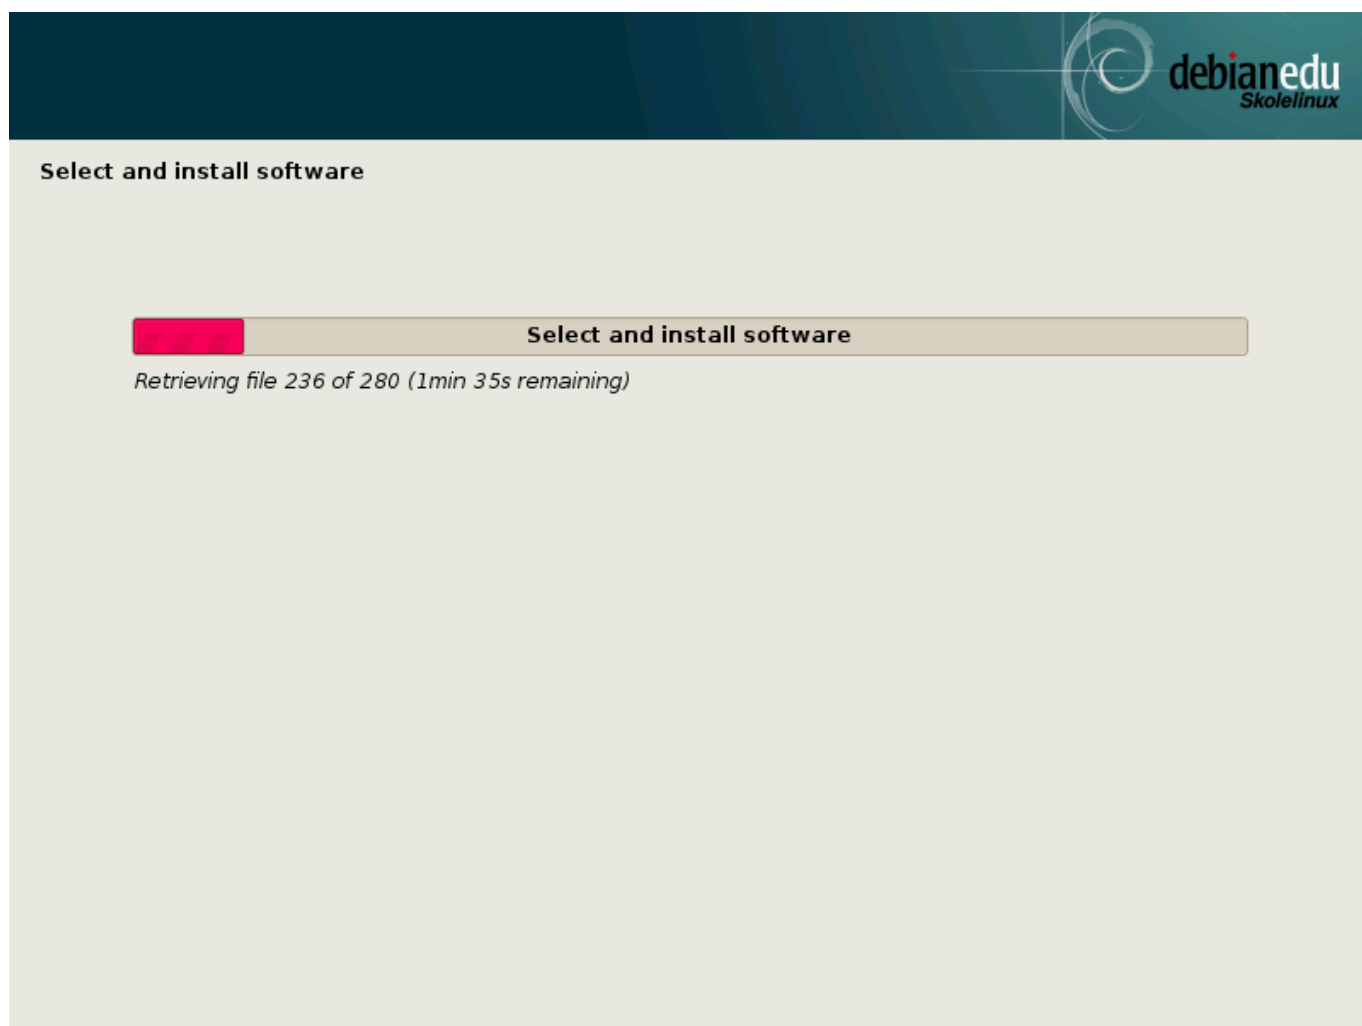 debianedu
Skolelinux
Select and install software
Select and install software
Retrieving file 236 of 280 (1min 35s remaining)